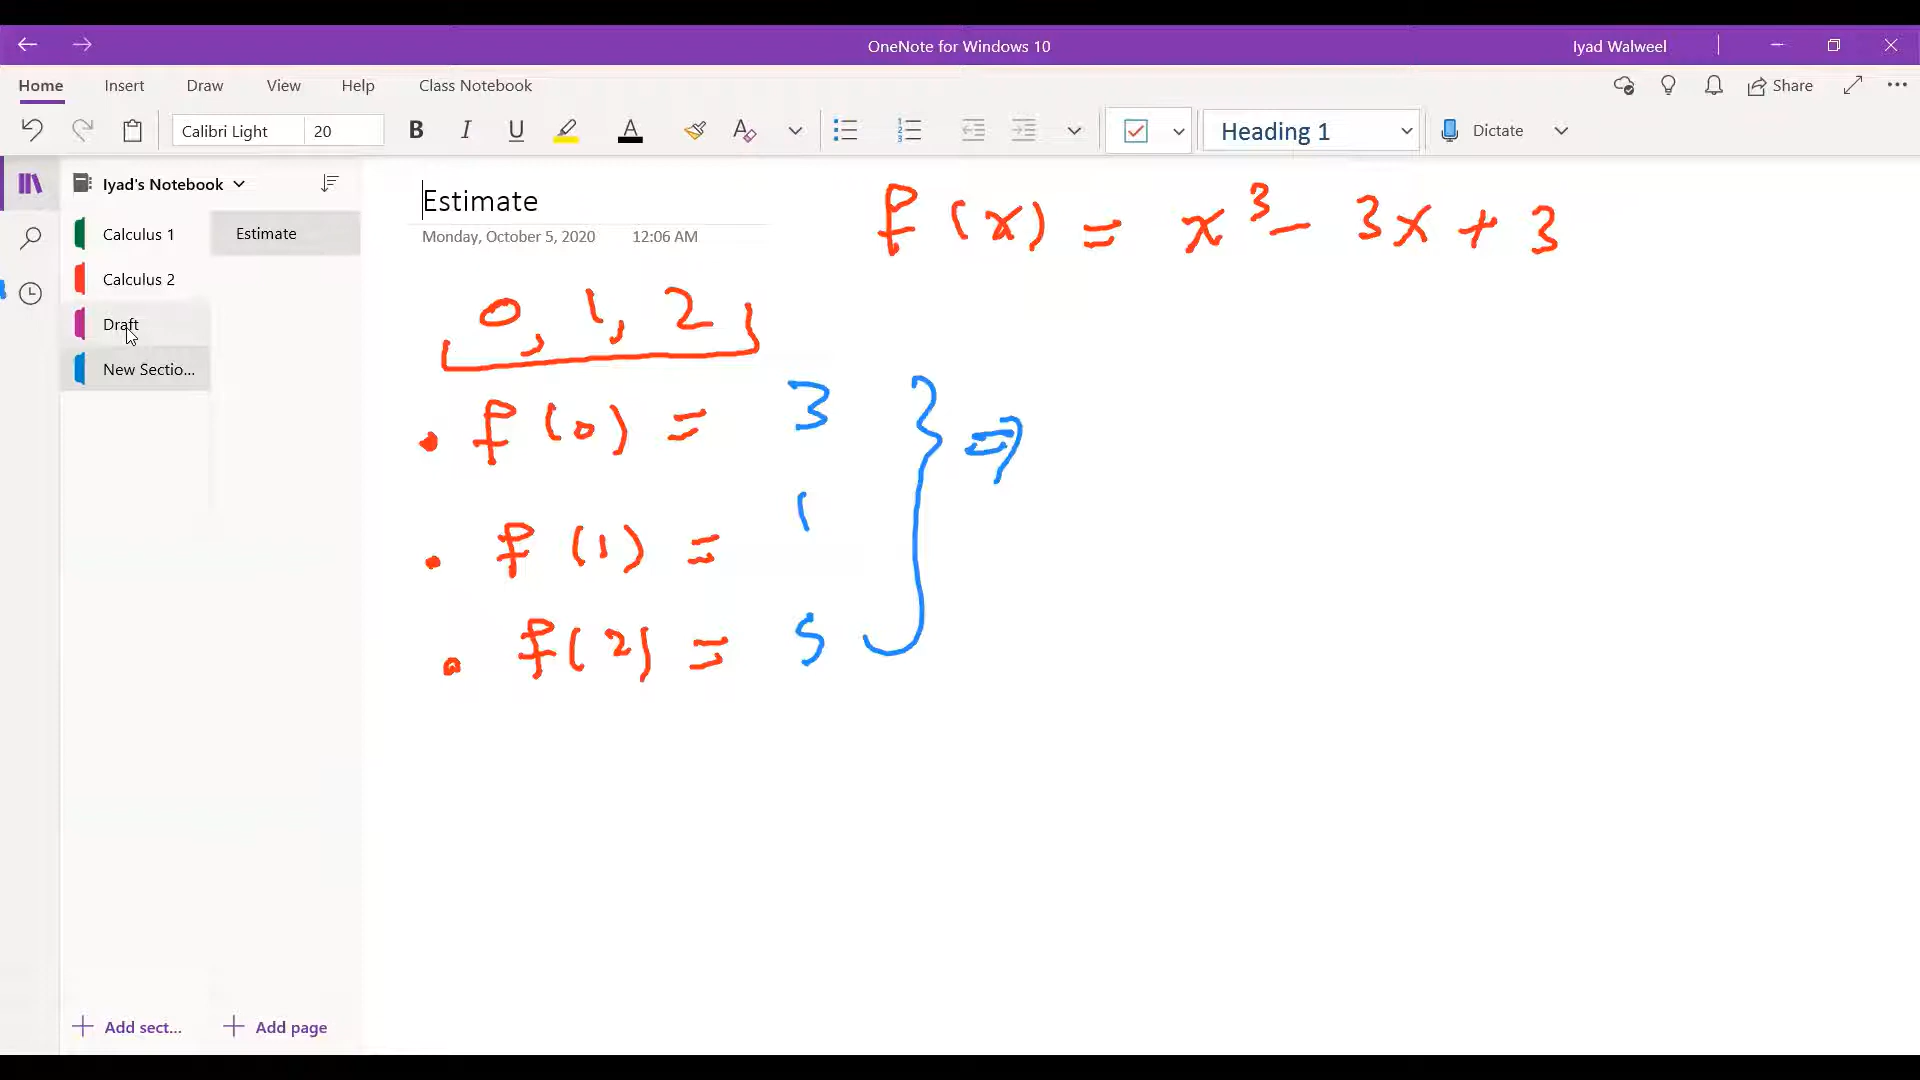 OneNote for Windows 10
Iyad Walweel
Home Insert Draw View Help Class Notebook Share
Calibri Light 20 B I U A Heading 1 Dictate
Iyad's Notebook
Calculus 1
Calculus 2
Draft
New Sectio...
Estimate
Add sect...
Add page
Estimate
Monday, October 5, 2020 12:06 AM
f(x) = x³ - 3x + 3
0, 1, 2
• f(0) = 3
• f(1) = 1
• f(2) = 5
} ⇒